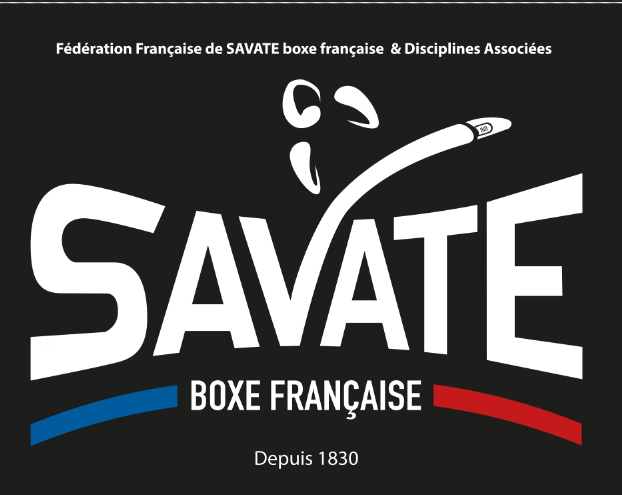 Fédération Française de SAVATE boxe française & Disciplines Associées
SAVATE
BOXE FRANÇAISE
Depuis 1830